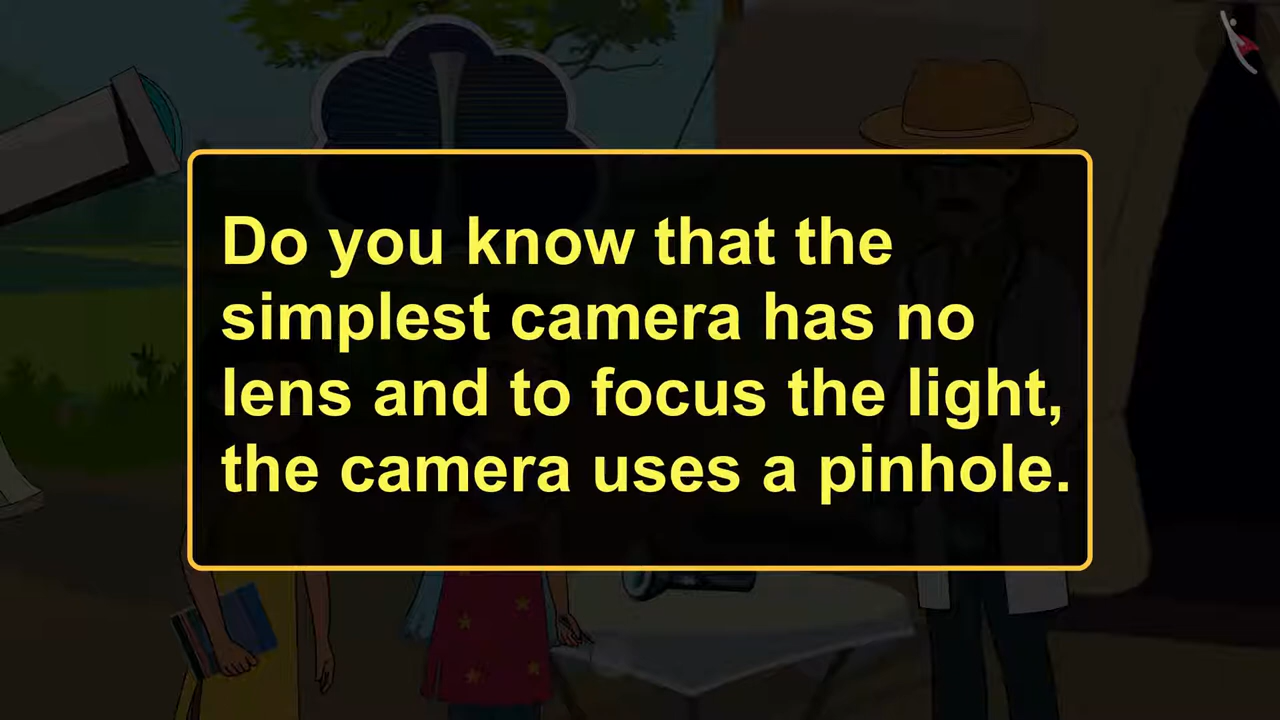 Do you know that the
simplest camera has no
lens and to focus the light,
the camera uses a pinhole.